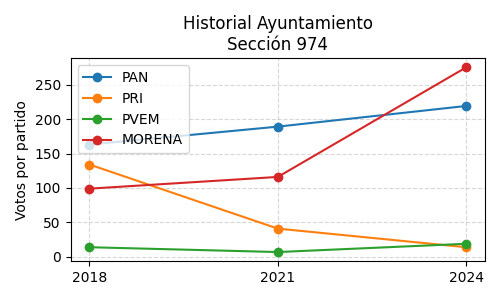 Historial Ayuntamiento
Sección 974
Votos por partido
250
200
150
100
50
0
PAN
PRI
PVEM
MORENA
2018 2021 2024